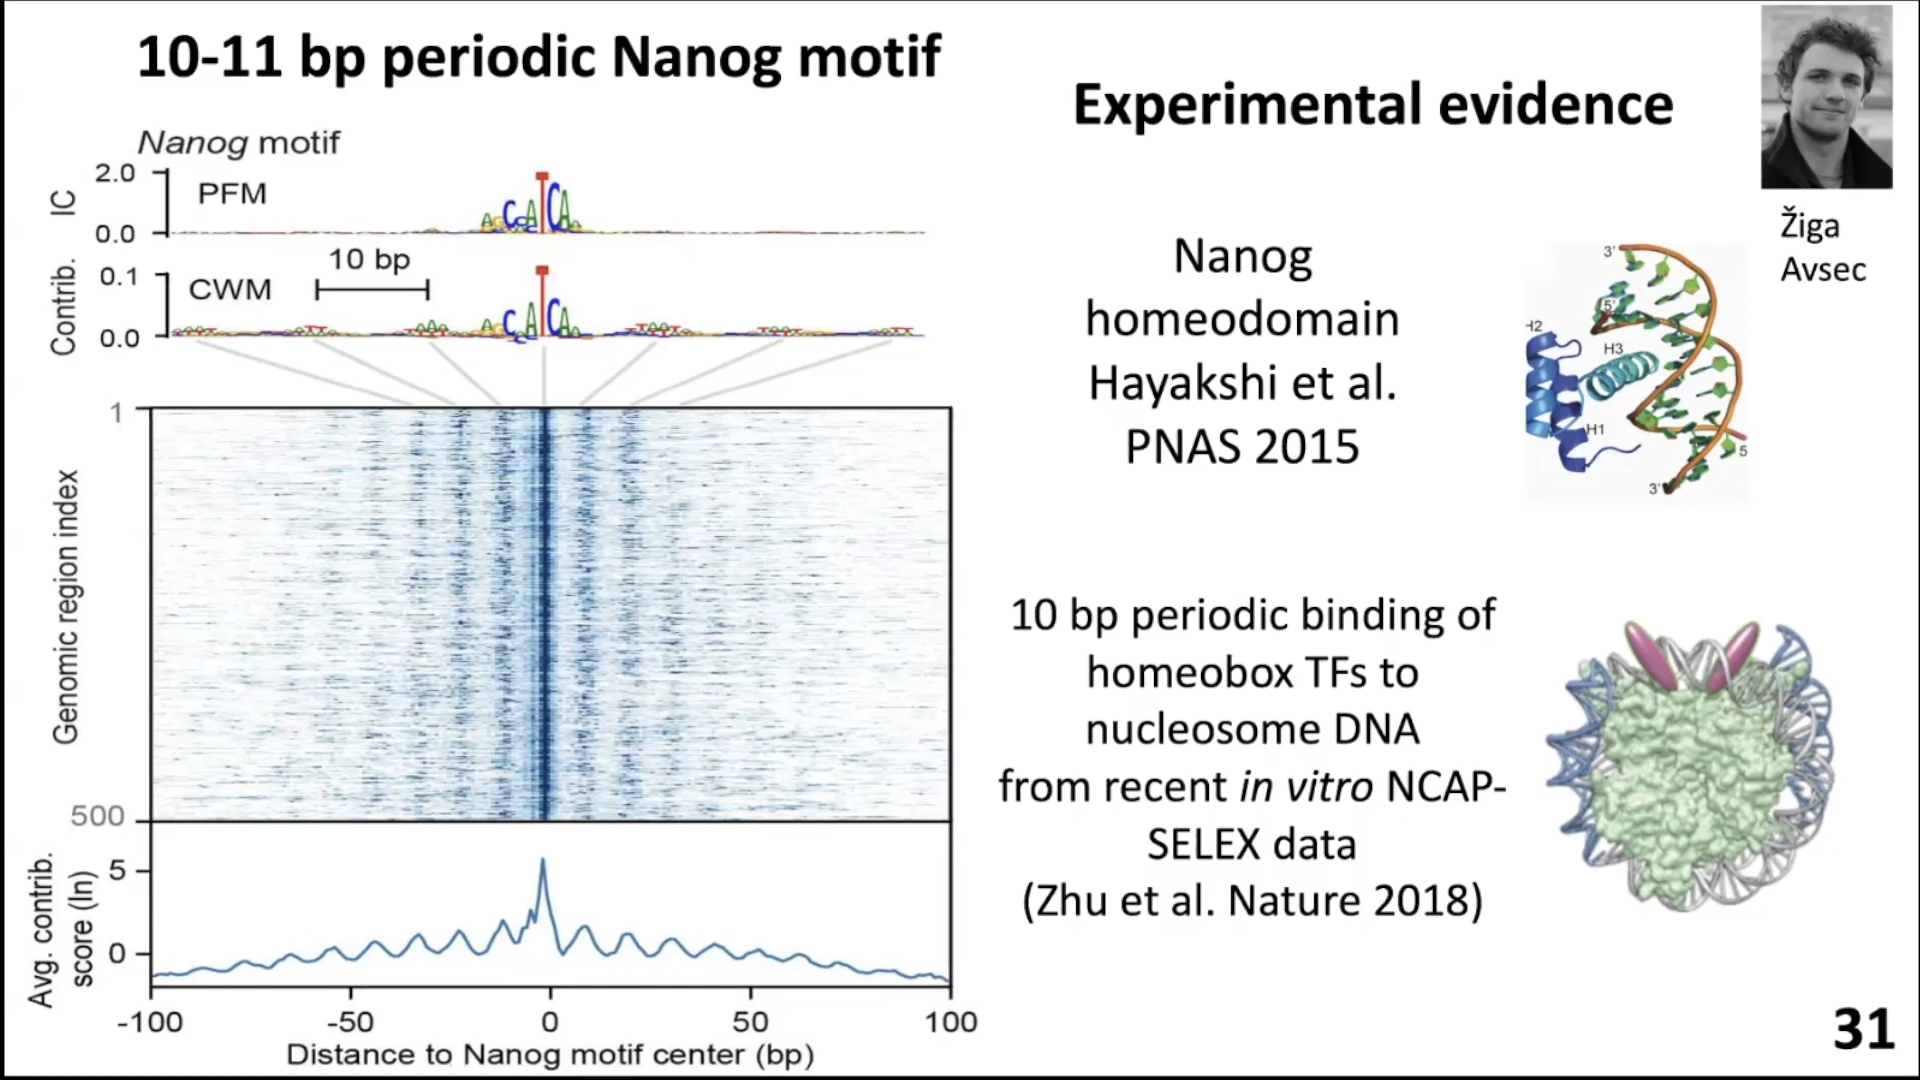 10-11 bp periodic Nanog motif
Nanog motif
2.0
PFM
IC
0.0
10 bp
0.1
CWM
Contrib.
0.0
1
Genomic region index
500
Avg. contrib.
score (ln)
5
0
-100
-50
0
50
100
Distance to Nanog motif center (bp)
Experimental evidence
Žiga
Avsec
Nanog
homeodomain
Hayakshi et al.
PNAS 2015
3'
5'
H2
H3
H1
5
3'
10 bp periodic binding of
homeobox TFs to
nucleosome DNA
from recent in vitro NCAP-
SELEX data
(Zhu et al. Nature 2018)
31